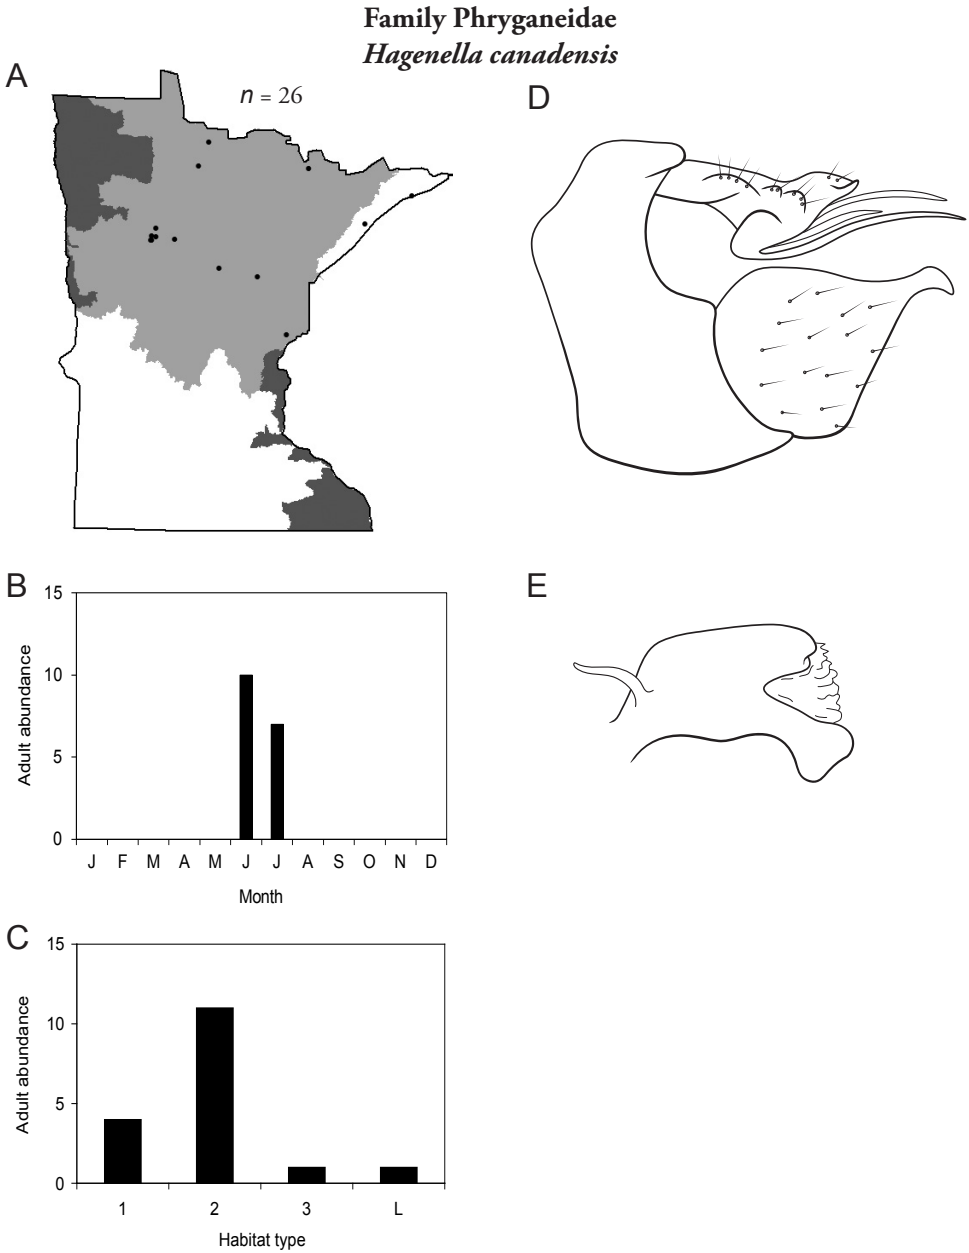 Family Phryganeidae
Hagenella canadensis
A
n = 26
D
B
15
10
5
0
Adult abundance
J F M A M J J A S O N D
Month
E
C
15
10
5
0
Adult abundance
1 2 3 L
Habitat type